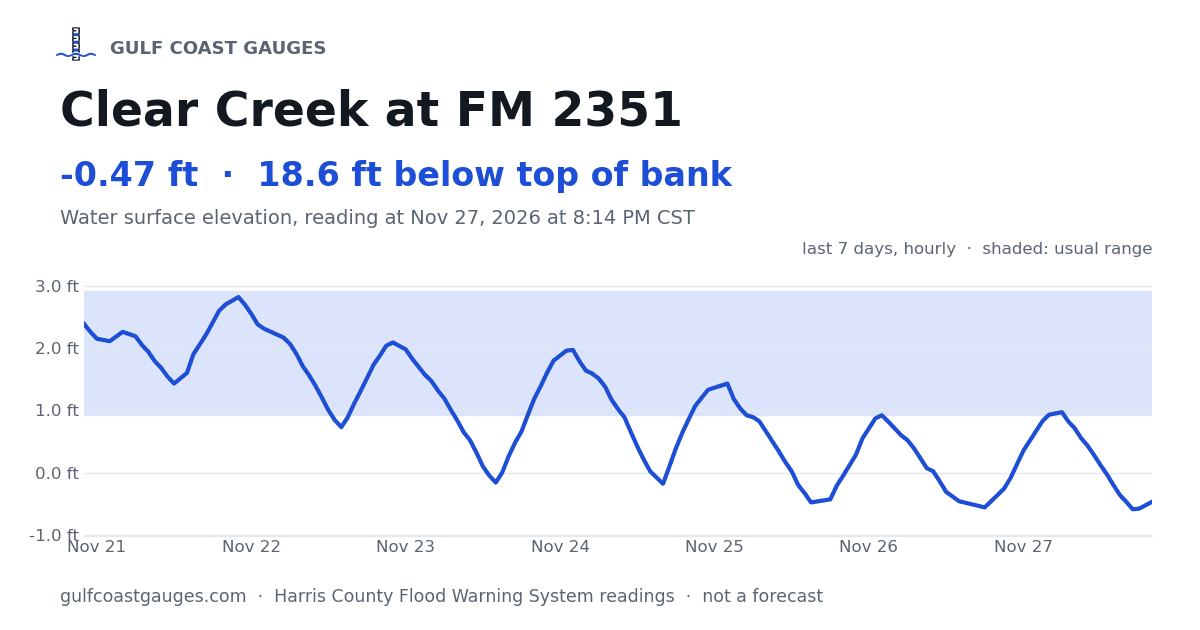 GULF COAST GAUGES
Clear Creek at FM 2351
-0.47 ft · 18.6 ft below top of bank
Water surface elevation, reading at Nov 27, 2026 at 8:14 PM CST
last 7 days, hourly · shaded: usual range
3.0 ft
2.0 ft
1.0 ft
0.0 ft
-1.0 ft
Nov 21 Nov 22 Nov 23 Nov 24 Nov 25 Nov 26 Nov 27
gulfcoastgauges.com · Harris County Flood Warning System readings · not a forecast